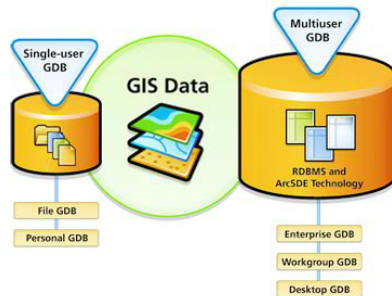 Single-user
GDB
GIS Data
Multiuser
GDB
RDBMS and
ArcSDE Technology
File GDB
Personal GDB
Enterprise GDB
Workgroup GDB
Desktop GDB